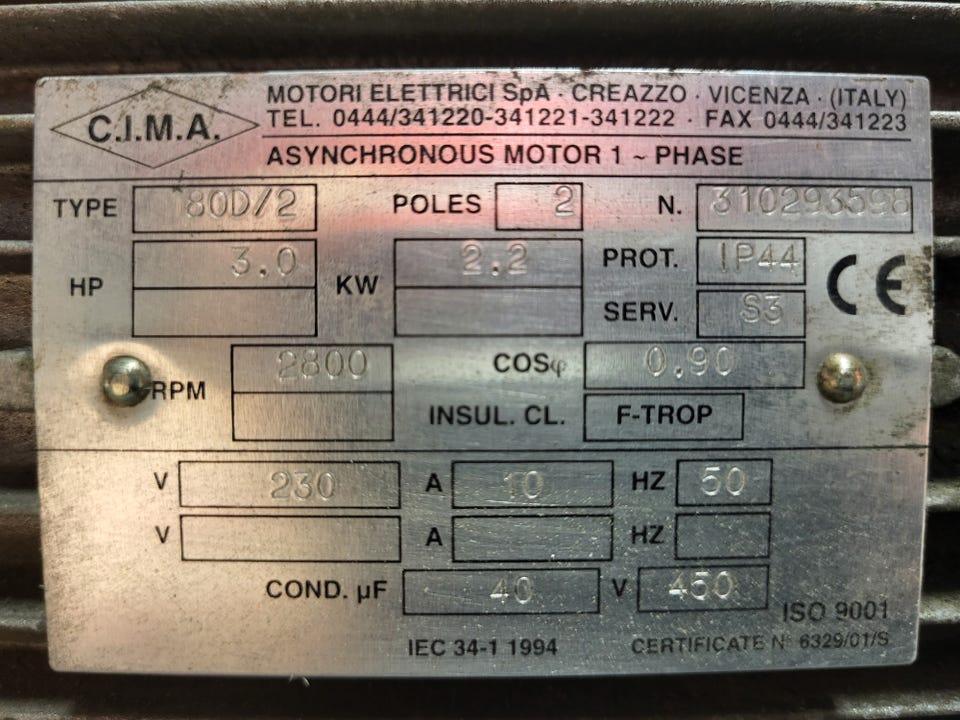 C.I.M.A.
MOTORI ELETTRICI SpA · CREAZZO · VICENZA · (ITALY)
TEL. 0444/341220-341221-341222 · FAX 0444/341223
ASYNCHRONOUS MOTOR 1 ~ PHASE
TYPE 80D/2 POLES 2 N. 310293598
HP 3.0 KW 2.2 PROT. IP44 CE
SERV. S3
RPM 2800 COSφ 0.90
INSUL. CL. F-TROP
V 230 A 10 HZ 50
V A HZ
COND. µF 40 V 450
ISO 9001
IEC 34-1 1994 CERTIFICATE N° 6329/01/S